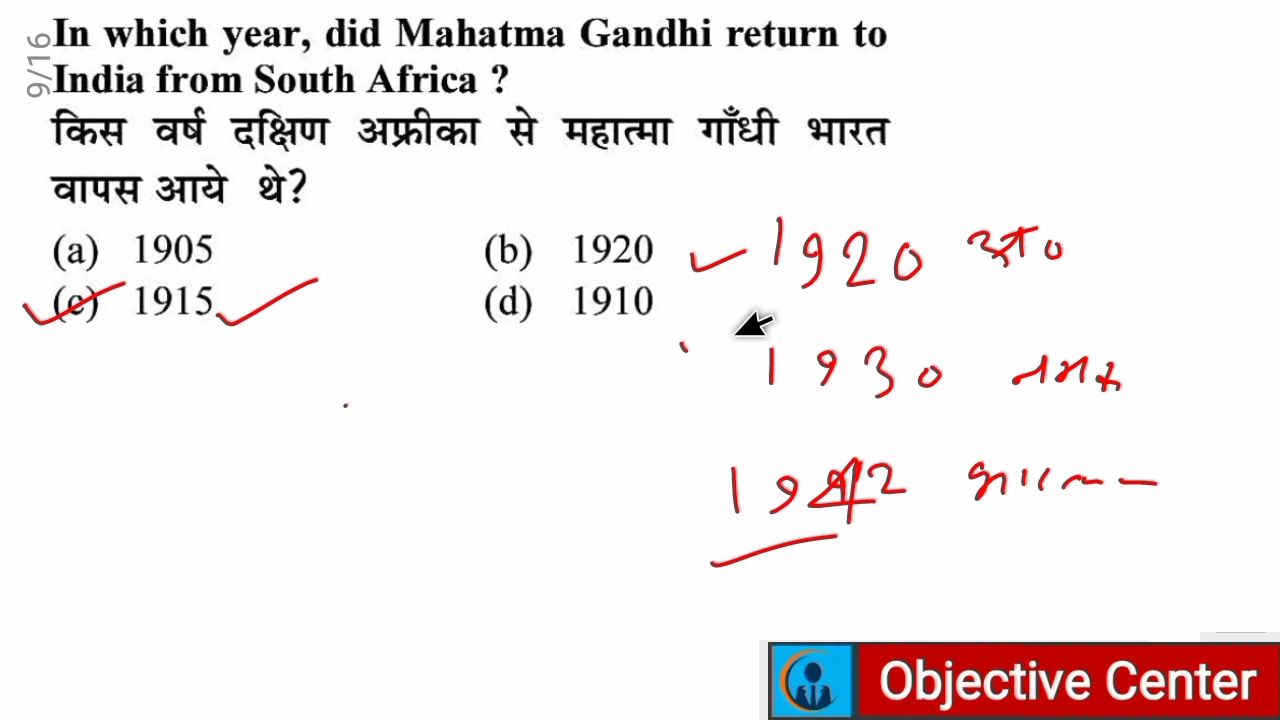 9/16
In which year, did Mahatma Gandhi return to
India from South Africa ?
किस वर्ष दक्षिण अफ्रीका से महात्मा गाँधी भारत
वापस आये थे?
(a) 1905 (b) 1920
(c) 1915 (d) 1910
1920
1930
1942
Objective Center